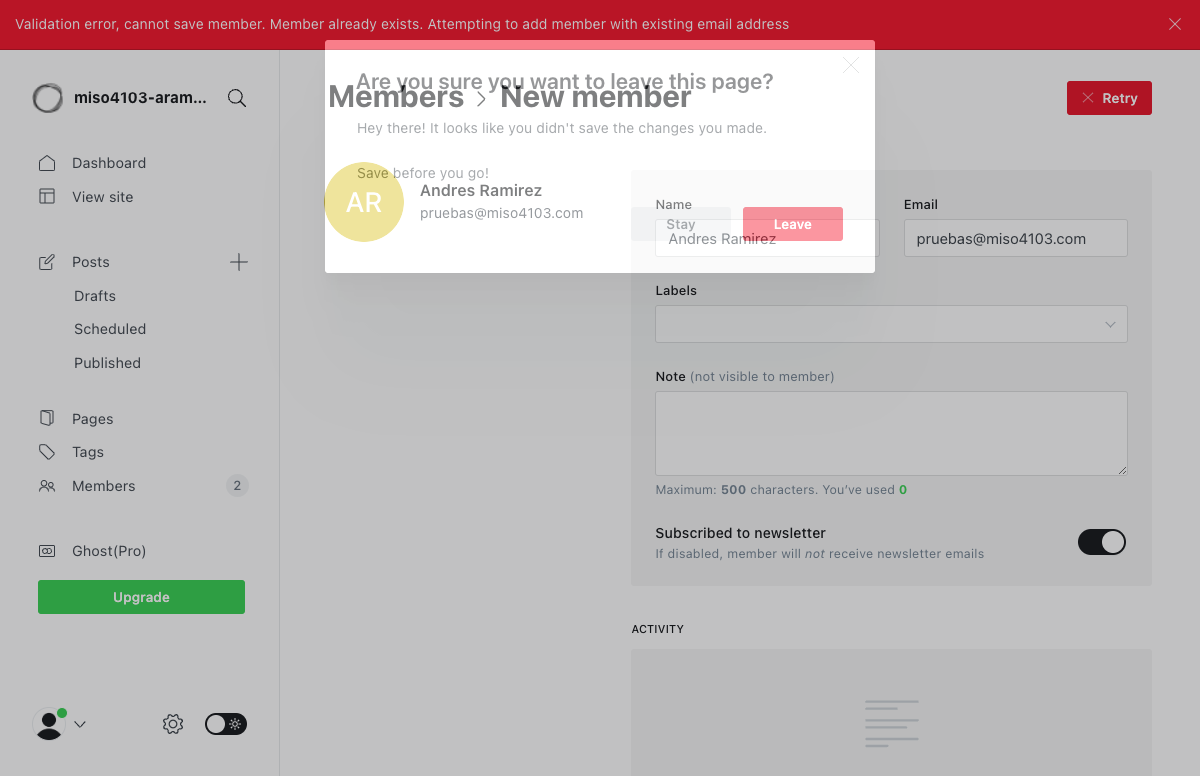 Validation error, cannot save member. Member already exists. Attempting to add member with existing email address
miso4103-aram...
Dashboard
View site
Posts
Drafts
Scheduled
Published
Pages
Tags
Members 2
Ghost(Pro)
Upgrade
Are you sure you want to leave this page?
Members > New member
Retry
Hey there! It looks like you didn't save the changes you made.
Save before you go!
AR
Andres Ramirez
pruebas@miso4103.com
Stay
Leave
Name
Andres Ramirez
Email
pruebas@miso4103.com
Labels
Note (not visible to member)
Maximum: 500 characters. You've used 0
Subscribed to newsletter
If disabled, member will not receive newsletter emails
ACTIVITY